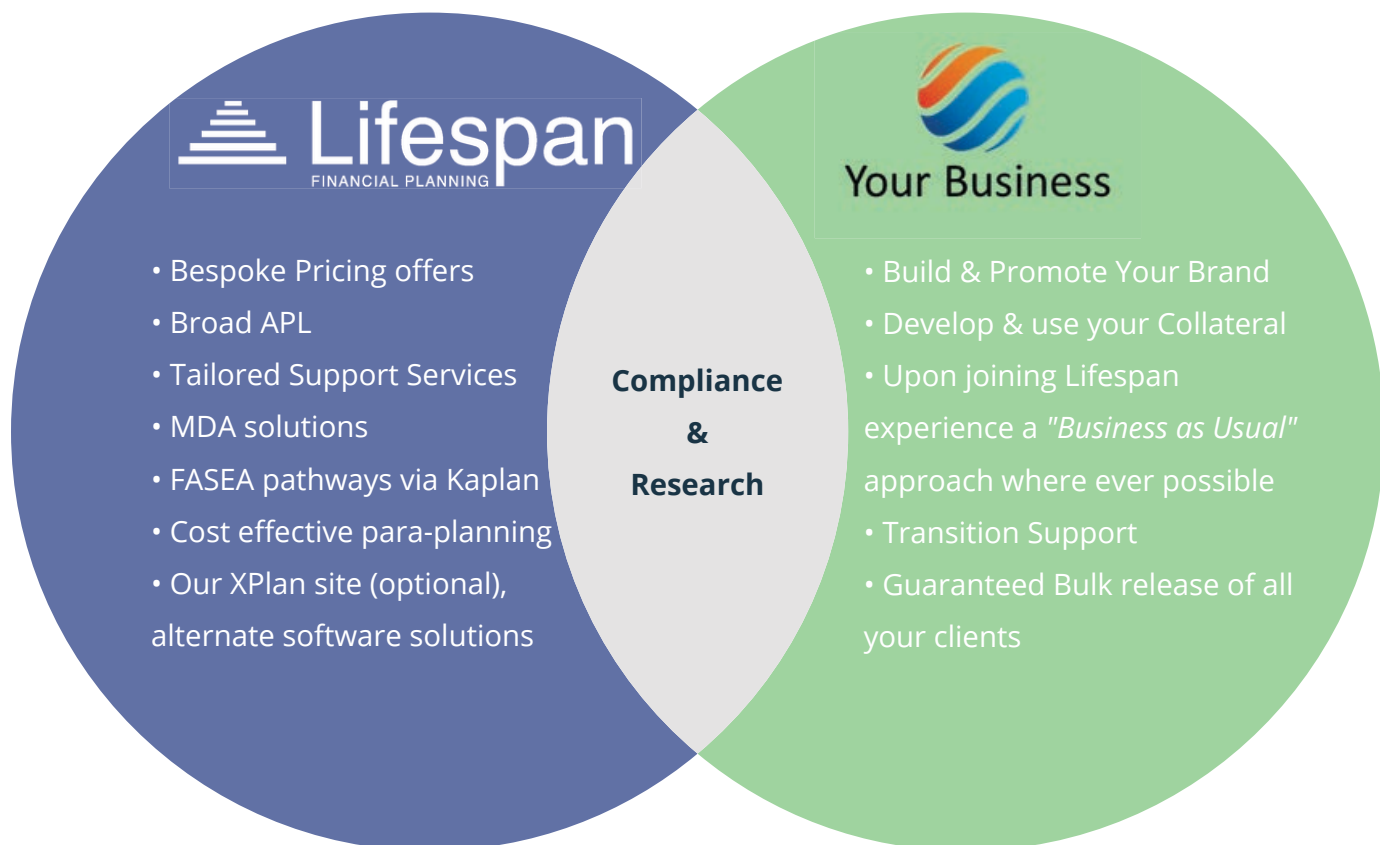 Lifespan
FINANCIAL PLANNING
• Bespoke Pricing offers
• Broad APL
• Tailored Support Services
• MDA solutions
• FASEA pathways via Kaplan
• Cost effective para-planning
• Our XPlan site (optional),
alternate software solutions
Compliance
&
Research
Your Business
• Build & Promote Your Brand
• Develop & use your Collateral
• Upon joining Lifespan
experience a "Business as Usual"
approach where ever possible
• Transition Support
• Guaranteed Bulk release of all
your clients